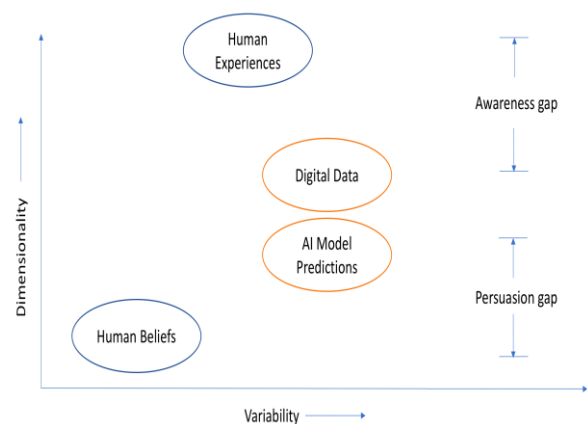 Human
Experiences
Awareness gap
Digital Data
Dimensionality
AI Model
Predictions
Persuasion gap
Human Beliefs
Variability